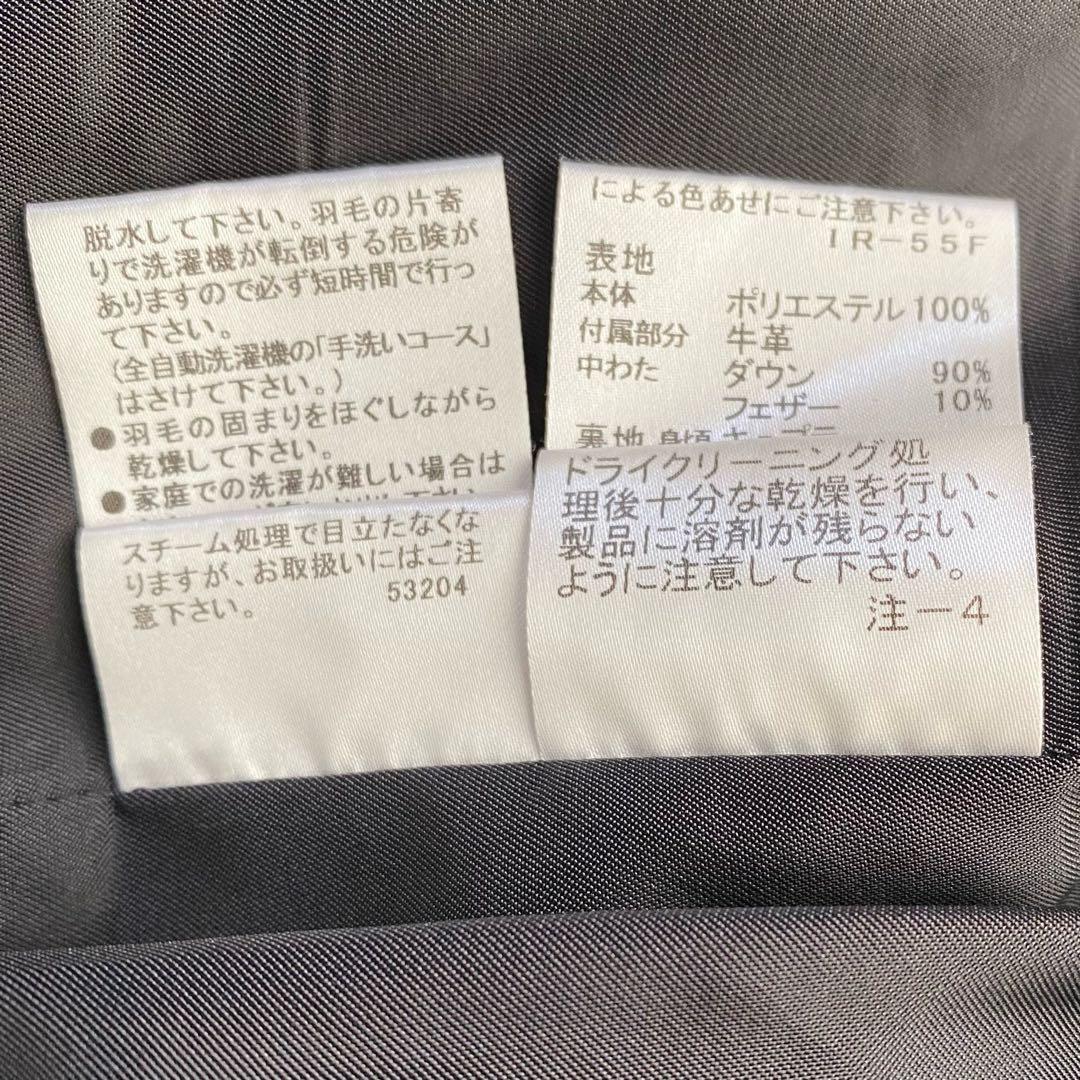 脱水して下さい。羽毛の片寄
りで洗濯機が転倒する危険が
ありますので必ず短時間で行っ
て下さい。
(全自動洗濯機の「手洗いコース」
はさけて下さい。)
●羽毛の固まりをほぐしながら
乾燥して下さい。
●家庭での洗濯が難しい場合は
スチーム処理で目立たなくな
りますが、お取扱いにはご注
意下さい。 53204
による色あせにご注意下さい。
IR-55F
表地
本体 ポリエステル100%
付属部分 牛革
中わた ダウン 90%
フェザー 10%
裏地 身頃 キュプラ
ドライクリーニング処
理後十分な乾燥を行い、
製品に溶剤が残らない
ように注意して下さい。
注-4